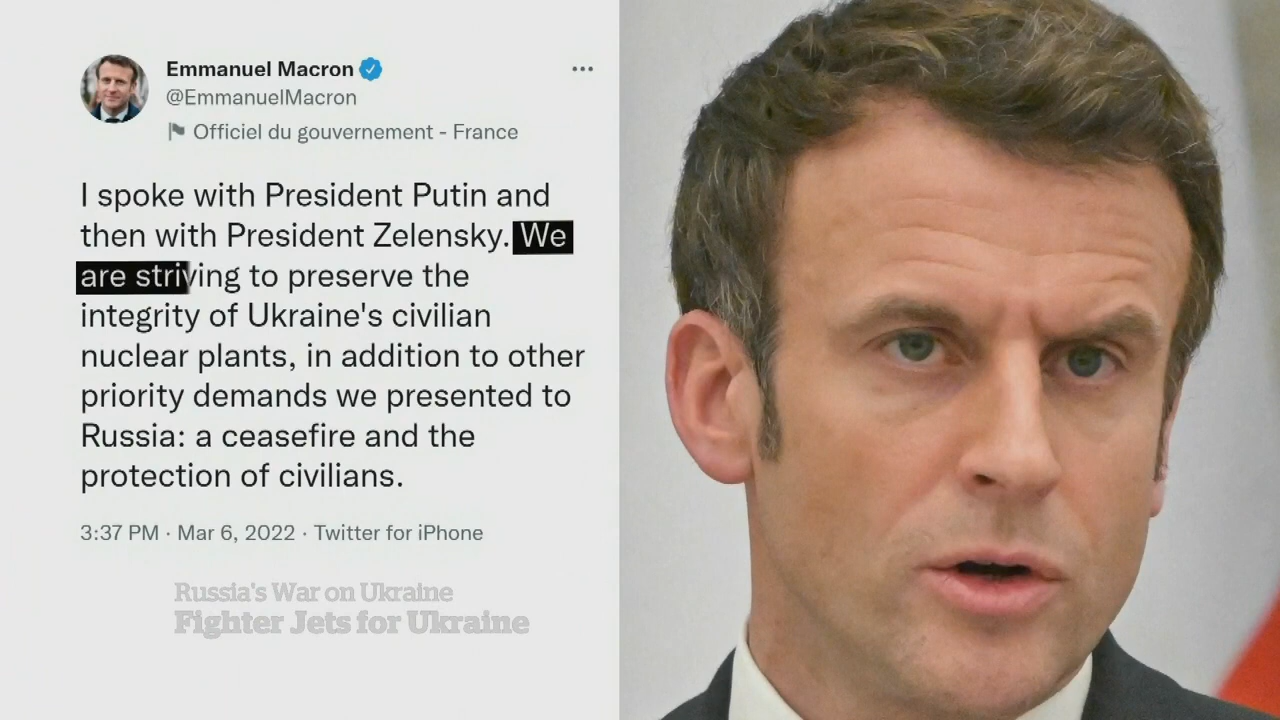 Emmanuel Macron
@EmmanuelMacron
Officiel du gouvernement - France
I spoke with President Putin and
then with President Zelensky. We
are striving to preserve the
integrity of Ukraine's civilian
nuclear plants, in addition to other
priority demands we presented to
Russia: a ceasefire and the
protection of civilians.
3:37 PM · Mar 6, 2022 · Twitter for iPhone
Russia's War on Ukraine
Fighter Jets for Ukraine